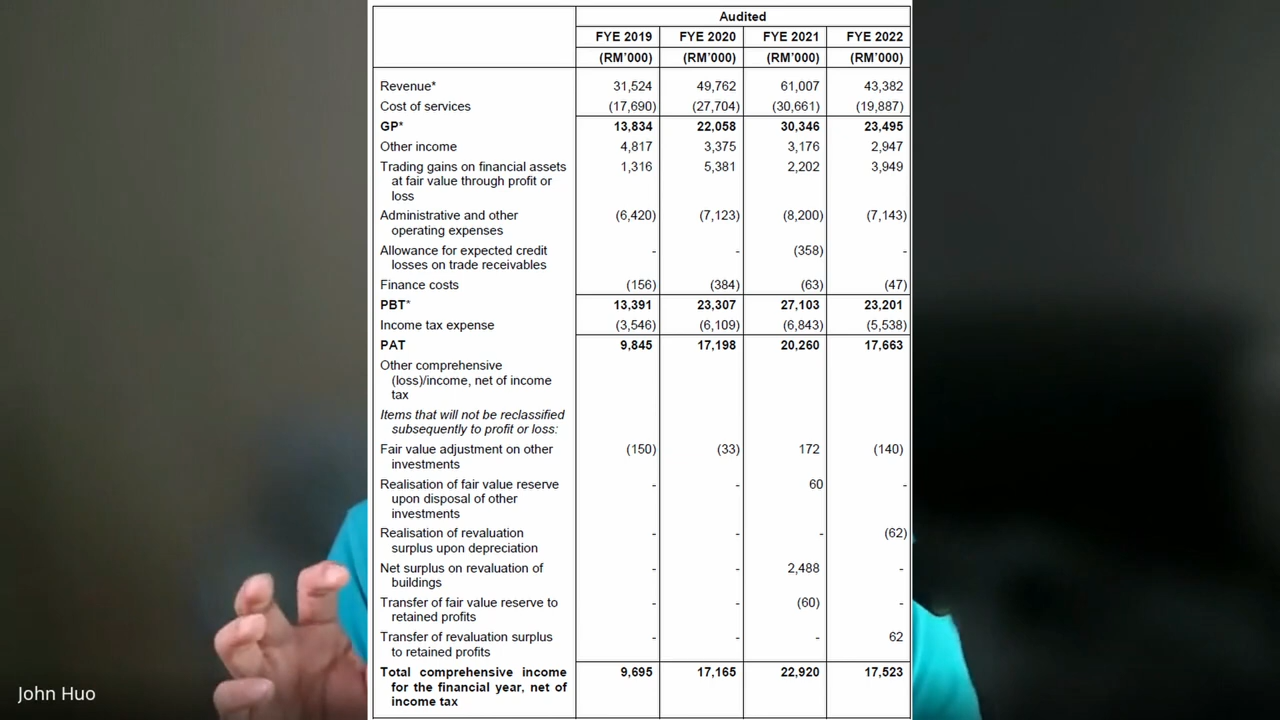 Audited
FYE 2019 FYE 2020 FYE 2021 FYE 2022
(RM'000) (RM'000) (RM'000) (RM'000)
Revenue* 31,524 49,762 61,007 43,382
Cost of services (17,690) (27,704) (30,661) (19,887)
GP* 13,834 22,058 30,346 23,495
Other income 4,817 3,375 3,176 2,947
Trading gains on financial assets 1,316 5,381 2,202 3,949
at fair value through profit or
loss
Administrative and other (6,420) (7,123) (8,200) (7,143)
operating expenses
Allowance for expected credit - - (358) -
losses on trade receivables
Finance costs (156) (384) (63) (47)
PBT* 13,391 23,307 27,103 23,201
Income tax expense (3,546) (6,109) (6,843) (5,538)
PAT 9,845 17,198 20,260 17,663
Other comprehensive
(loss)/income, net of income
tax
Items that will not be reclassified
subsequently to profit or loss:
Fair value adjustment on other (150) (33) 172 (140)
investments
Realisation of fair value reserve - - 60 -
upon disposal of other
investments
Realisation of revaluation - - - (62)
surplus upon depreciation
Net surplus on revaluation of - - 2,488 -
buildings
Transfer of fair value reserve to - - (60) -
retained profits
Transfer of revaluation surplus - - - 62
to retained profits
Total comprehensive income 9,695 17,165 22,920 17,523
for the financial year, net of
income tax
John Huo